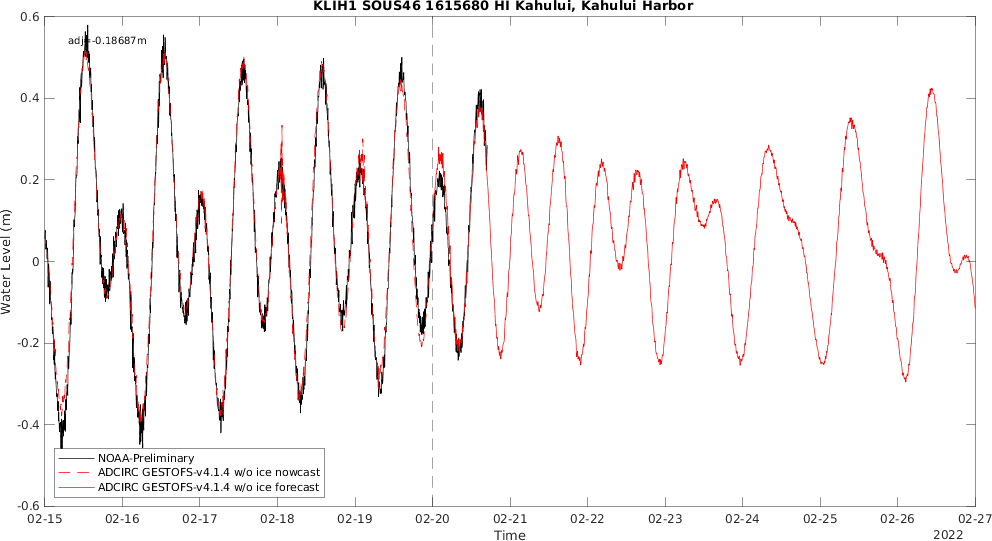 KLIH1 SOUS46 1615680 HI Kahului, Kahului Harbor
adj=-0.18687m
0.6
0.4
0.2
0
-0.2
-0.4
-0.6
Water Level (m)
NOAA-Preliminary
ADCIRC GESTOFS-v4.1.4 w/o ice nowcast
ADCIRC GESTOFS-v4.1.4 w/o ice forecast
02-15 02-16 02-17 02-18 02-19 02-20 02-21 02-22 02-23 02-24 02-25 02-26 02-27
Time
2022